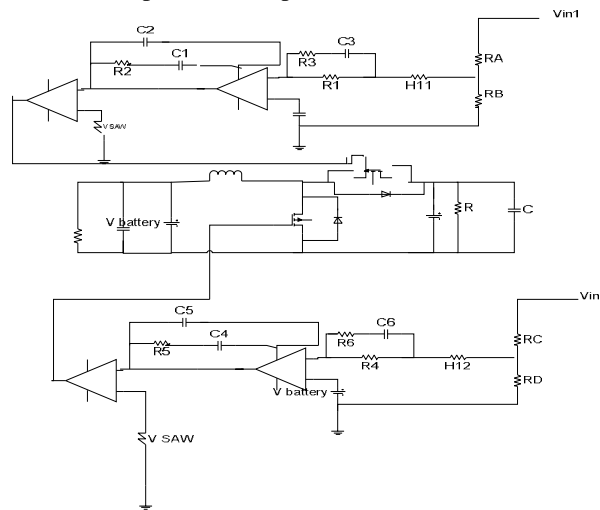 Vin1
C2
C3
C1
R3
R2
RA
R1
H11
RB
V SAW
V battery
R
C
Vin
C5
C6
C4
R6
R5
RC
R4
H12
RD
V battery
V SAW